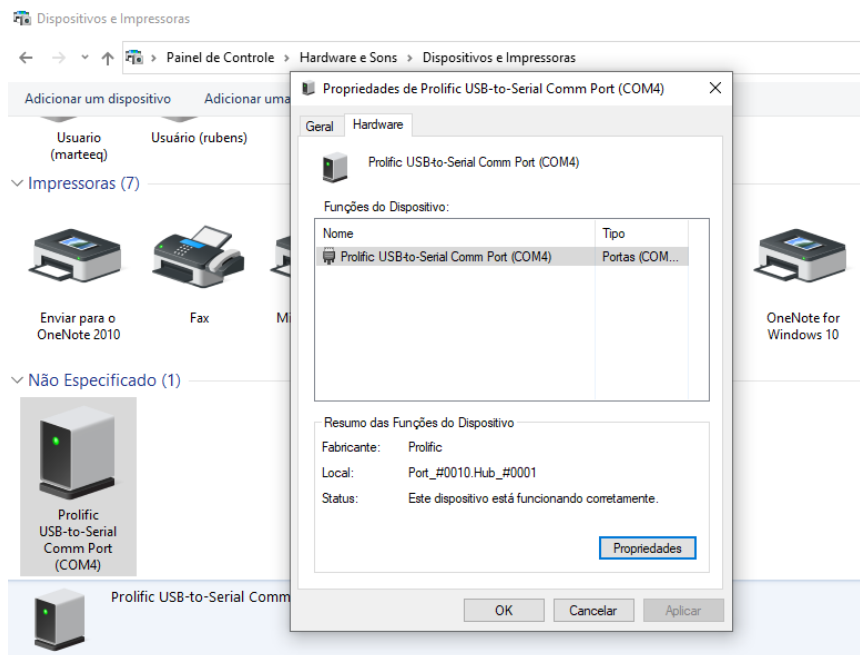 Dispositivos e Impressoras
Painel de Controle > Hardware e Sons > Dispositivos e Impressoras
Adicionar um dispositivo Adicionar uma
Usuario
(marteeq)
Usuário (rubens)
Impressoras (7)
Enviar para o
OneNote 2010
Fax
Mi
OneNote for
Windows 10
Não Especificado (1)
Prolific
USB-to-Serial
Comm Port
(COM4)
Prolific USB-to-Serial Comm
Propriedades de Prolific USB-to-Serial Comm Port (COM4)
Geral Hardware
Prolific USB-to-Serial Comm Port (COM4)
Funções do Dispositivo:
Nome Tipo
Prolific USB-to-Serial Comm Port (COM4) Portas (COM...
Resumo das Funções do Dispositivo
Fabricante: Prolific
Local: Port_#0010.Hub_#0001
Status: Este dispositivo está funcionando corretamente.
Propriedades
OK Cancelar Aplicar